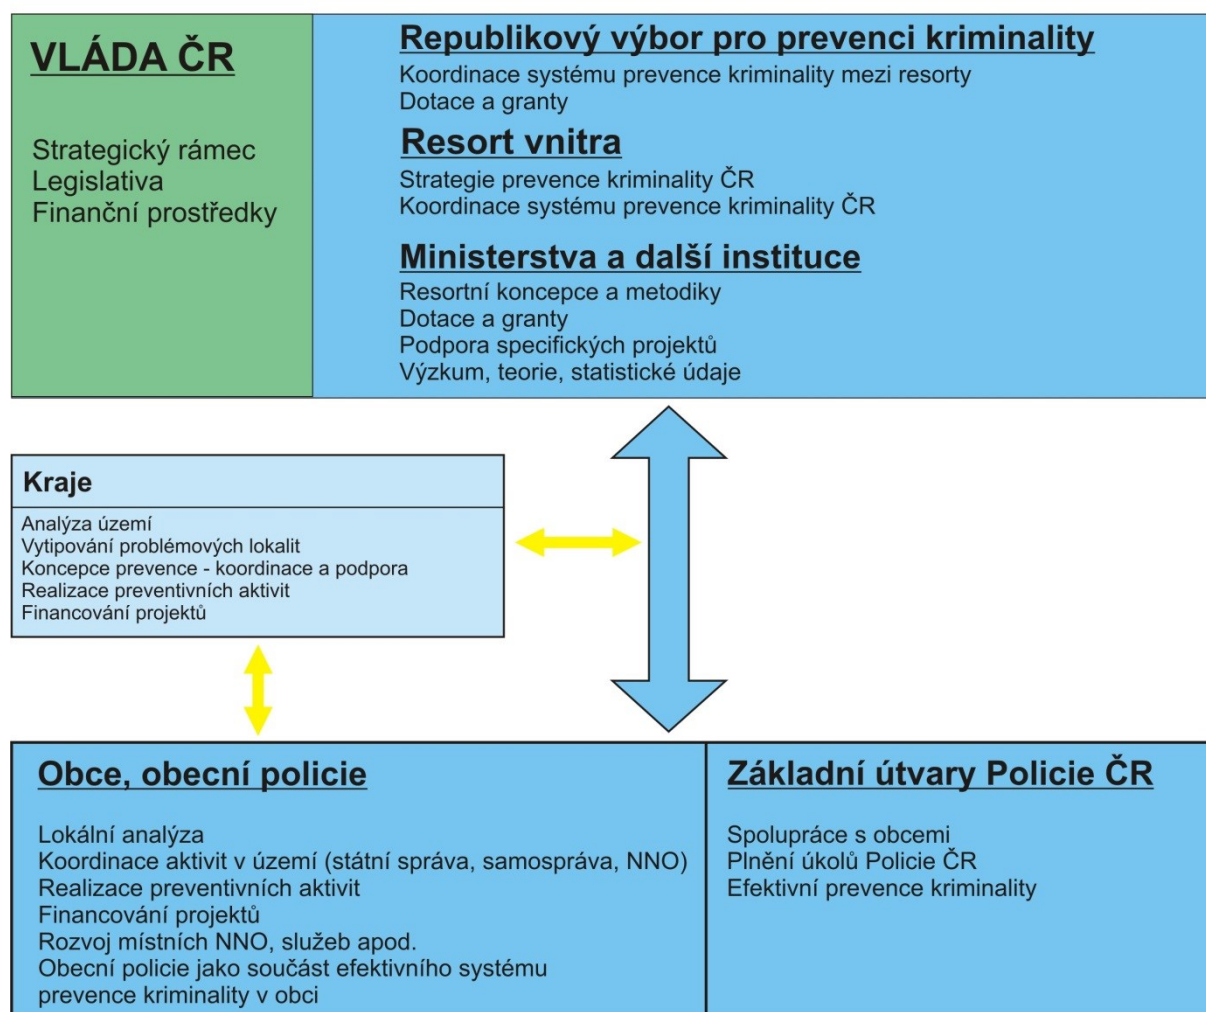 VLÁDA ČR
Strategický rámec
Legislativa
Finanční prostředky
Republikový výbor pro prevenci kriminality
Koordinace systému prevence kriminality mezi resorty
Dotace a granty
Resort vnitra
Strategie prevence kriminality ČR
Koordinace systému prevence kriminality ČR
Ministerstva a další instituce
Resortní koncepce a metodiky
Dotace a granty
Podpora specifických projektů
Výzkum, teorie, statistické údaje
Kraje
Analýza území
Vytipování problémových lokalit
Koncepce prevence - koordinace a podpora
Realizace preventivních aktivit
Financování projektů
Obce, obecní policie
Lokální analýza
Koordinace aktivit v území (státní správa, samospráva, NNO)
Realizace preventivních aktivit
Financování projektů
Rozvoj místních NNO, služeb apod.
Obecní policie jako součást efektivního systému
prevence kriminality v obci
Základní útvary Policie ČR
Spolupráce s obcemi
Plnění úkolů Policie ČR
Efektivní prevence kriminality